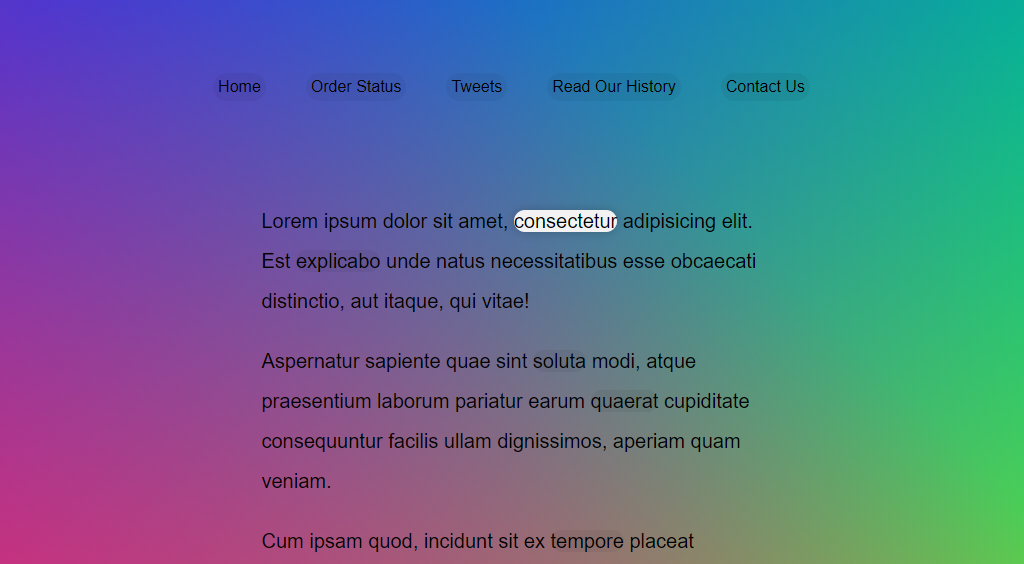 Home Order Status Tweets Read Our History Contact Us
Lorem ipsum dolor sit amet, consectetur adipisicing elit.
Est explicabo unde natus necessitatibus esse obcaecati
distinctio, aut itaque, qui vitae!
Aspernatur sapiente quae sint soluta modi, atque
praesentium laborum pariatur earum quaerat cupiditate
consequuntur facilis ullam dignissimos, aperiam quam
veniam.
Cum ipsam quod, incidunt sit ex tempore placeat